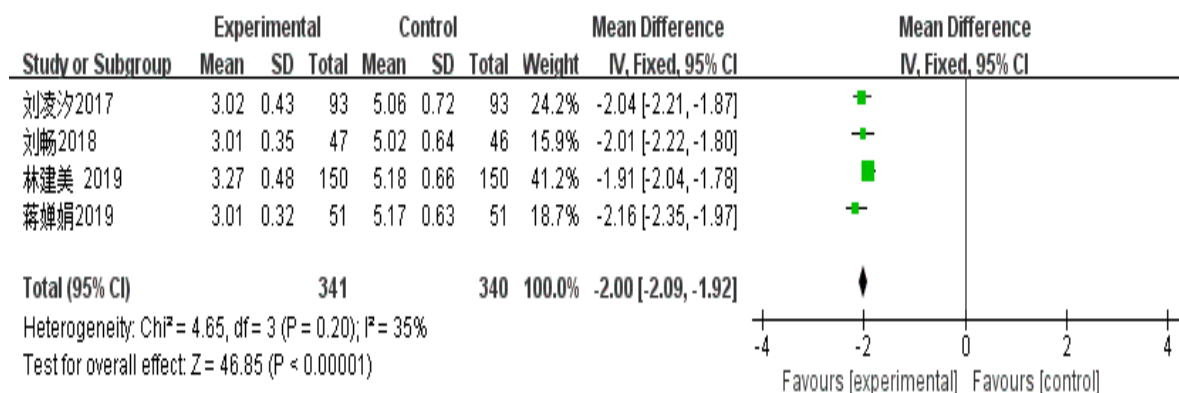 Experimental Control Mean Difference Mean Difference
Study or Subgroup Mean SD Total Mean SD Total Weight IV, Fixed, 95% CI IV, Fixed, 95% CI
刘凌汐2017 3.02 0.43 93 5.06 0.72 93 24.2% -2.04 [-2.21, -1.87]
刘畅2018 3.01 0.35 47 5.02 0.64 46 15.9% -2.01 [-2.22, -1.80]
林建美 2019 3.27 0.48 150 5.18 0.66 150 41.2% -1.91 [-2.04, -1.78]
蒋婵娟2019 3.01 0.32 51 5.17 0.63 51 18.7% -2.16 [-2.35, -1.97]
Total (95% CI) 341 340 100.0% -2.00 [-2.09, -1.92]
Heterogeneity: Chi² = 4.65, df = 3 (P = 0.20); I² = 35%
Test for overall effect: Z = 46.85 (P < 0.00001)
-4 -2 0 2 4
Favours [experimental] Favours [control]